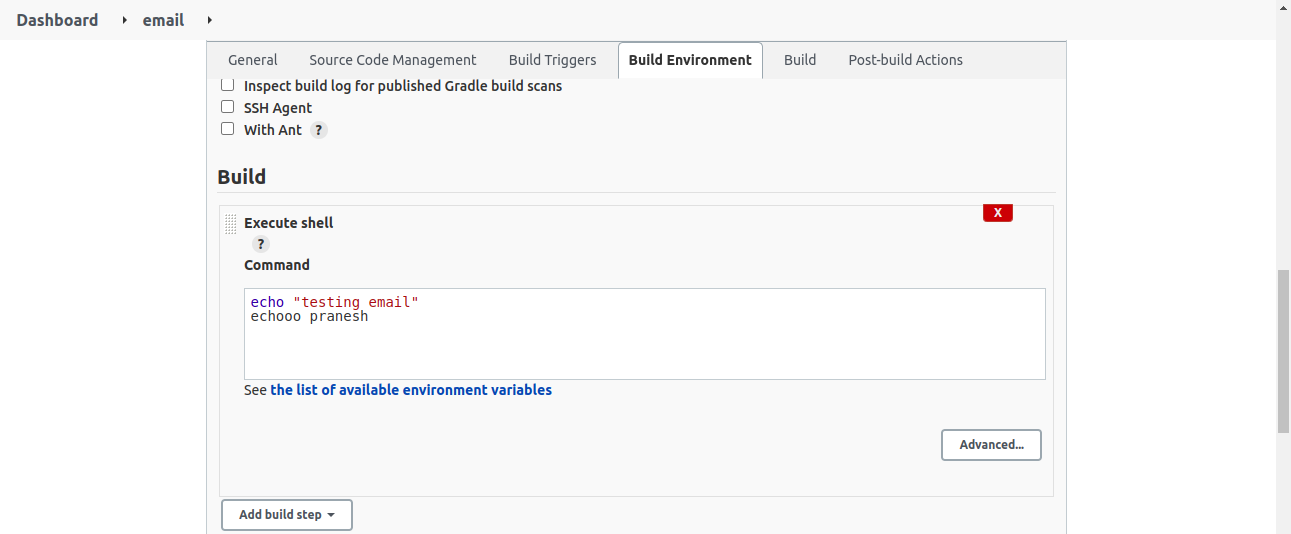 Dashboard email
General Source Code Management Build Triggers Build Environment Build Post-build Actions
Inspect build log for published Gradle build scans
SSH Agent
With Ant ?
Build
X
Execute shell
?
Command
echo "testing email"
echooo pranesh
See the list of available environment variables
Advanced...
Add build step